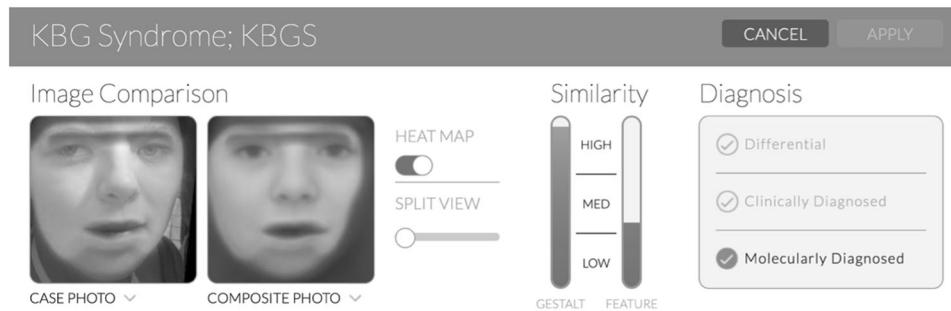 KBG Syndrome; KBGS
CANCEL
APPLY
Image Comparison
Similarity
Diagnosis
HEAT MAP
SPLIT VIEW
HIGH
MED
LOW
Differential
Clinically Diagnosed
Molecularly Diagnosed
CASE PHOTO
COMPOSITE PHOTO
GESTALT
FEATURE